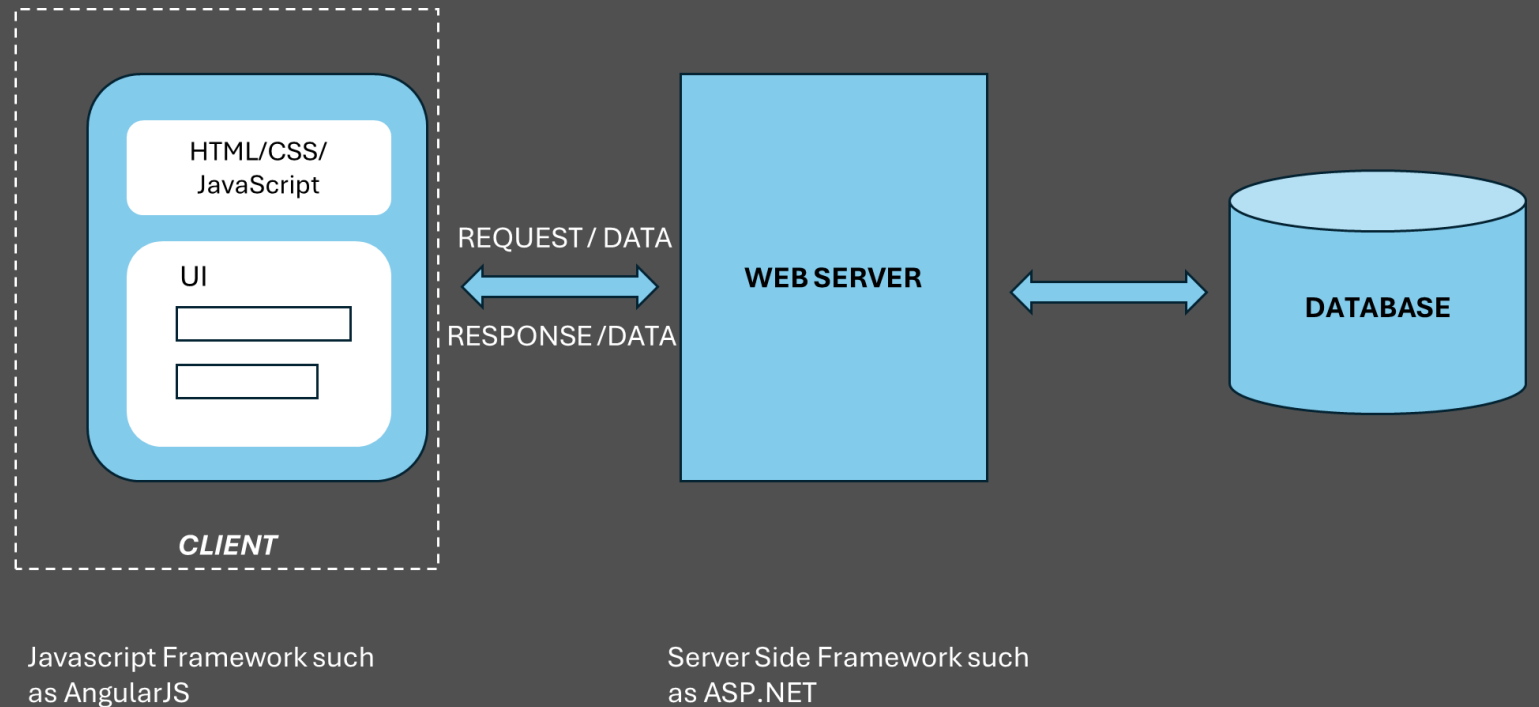 HTML/CSS/
JavaScript
UI
CLIENT
REQUEST / DATA
RESPONSE /DATA
WEB SERVER
DATABASE
Javascript Framework such
as AngularJS
Server Side Framework such
as ASP.NET